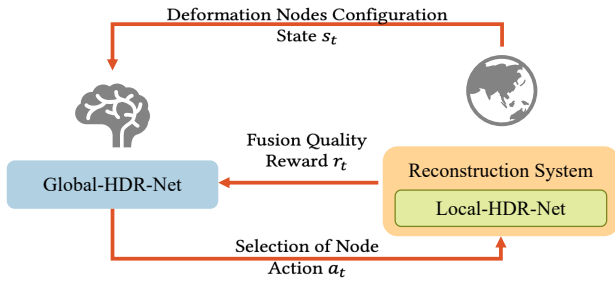 Deformation Nodes Configuration
State s_t
Fusion Quality
Reward r_t
Global-HDR-Net
Reconstruction System
Local-HDR-Net
Selection of Node
Action a_t